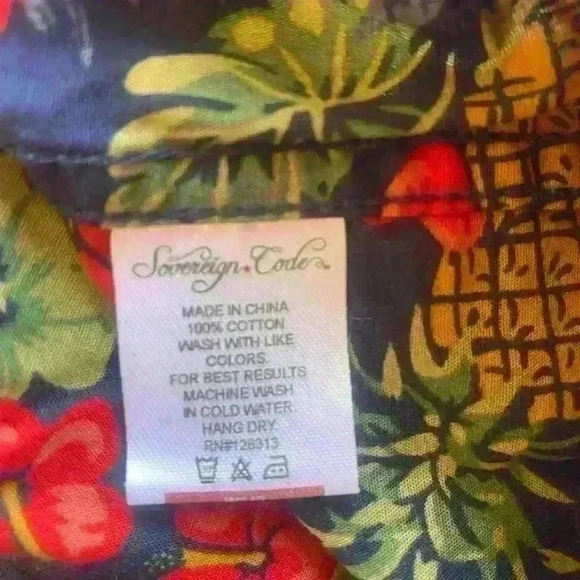 Sovereign Code
MADE IN CHINA
100% COTTON
WASH WITH LIKE
COLORS.
FOR BEST RESULTS
MACHINE WASH
IN COLD WATER.
HANG DRY.
RN#126313